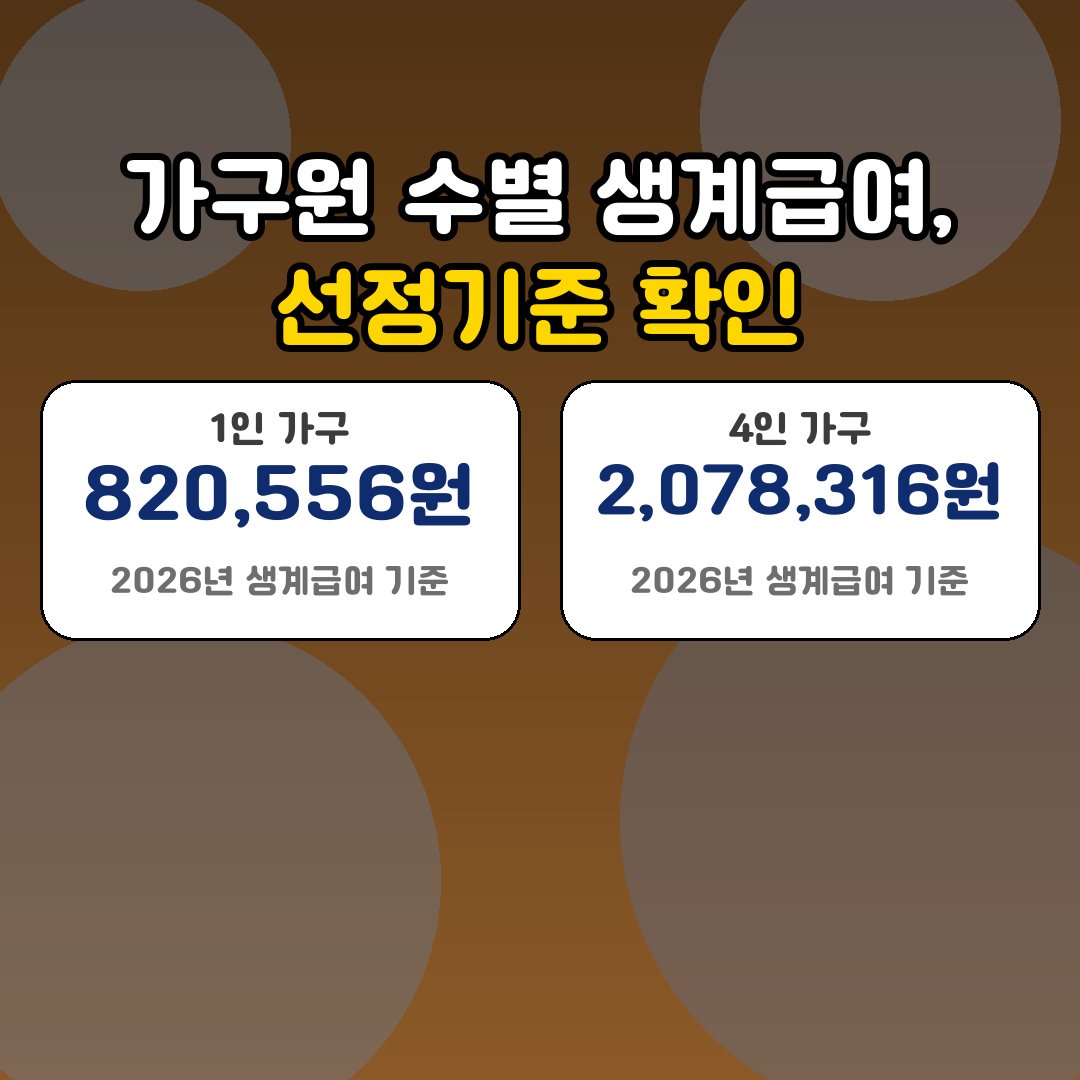 가구원 수별 생계급여,
선정기준 확인
1인 가구
820,556원
2026년 생계급여 기준
4인 가구
2,078,316원
2026년 생계급여 기준